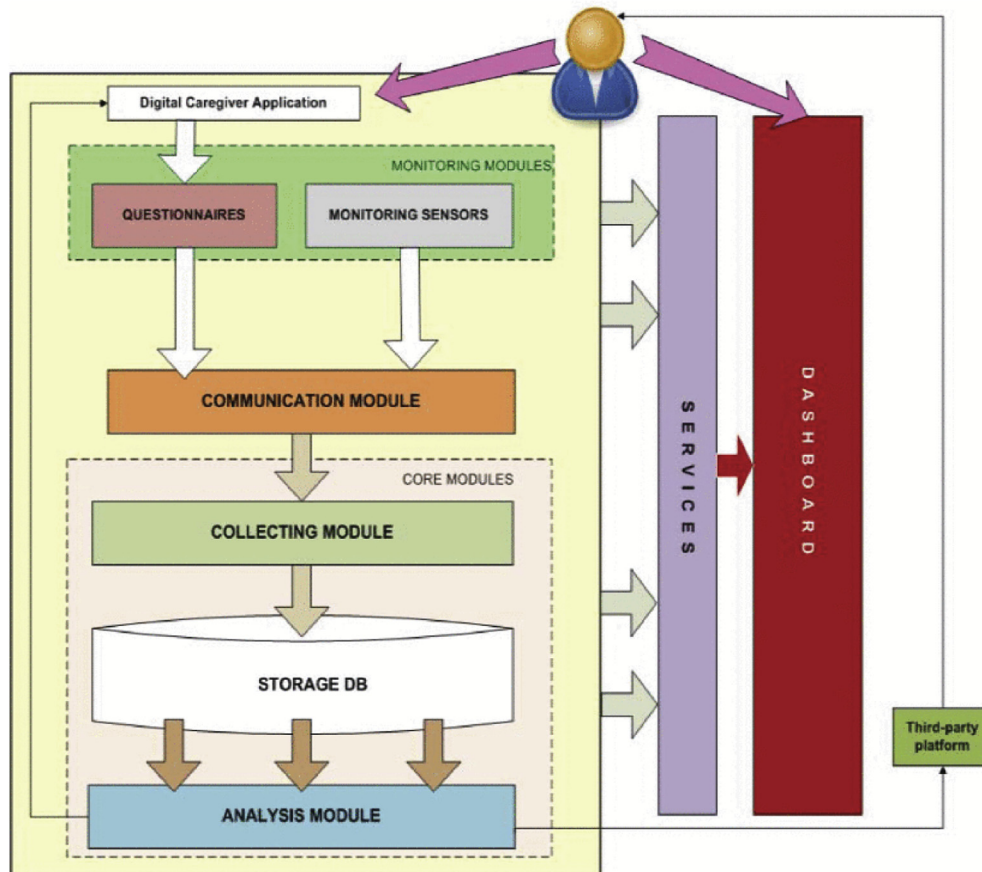 Digital Caregiver Application
MONITORING MODULES
QUESTIONNAIRES
MONITORING SENSORS
COMMUNICATION MODULE
CORE MODULES
COLLECTING MODULE
STORAGE DB
ANALYSIS MODULE
SERVICES
DASHBOARD
Third-party
platform